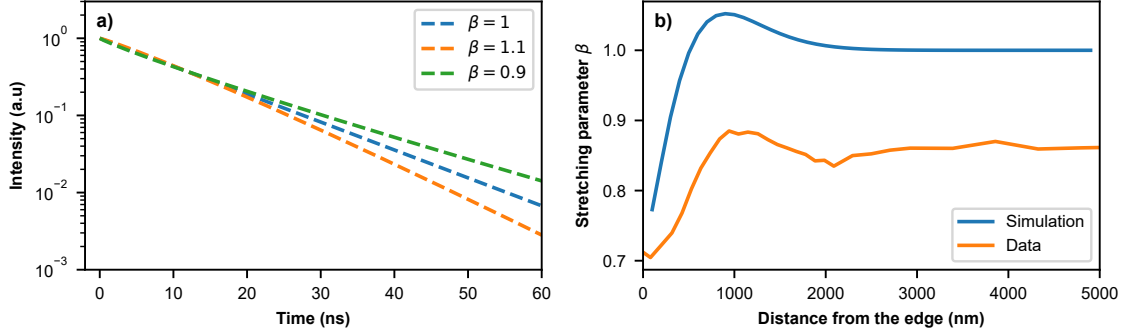 a)
β = 1
β = 1.1
β = 0.9
Intensity (a.u)
10⁰
10⁻¹
10⁻²
10⁻³
0 10 20 30 40 50 60
Time (ns)
b)
Stretching parameter β
1.0
0.9
0.8
0.7
Simulation
Data
0 1000 2000 3000 4000 5000
Distance from the edge (nm)